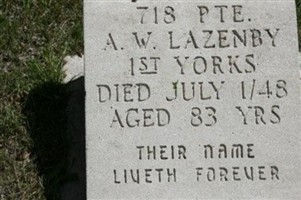 718 PTE.
A. W. LAZENBY
1ST YORKS
DIED JULY 1/48
AGED 83 YRS
THEIR NAME
LIVETH FOREVER